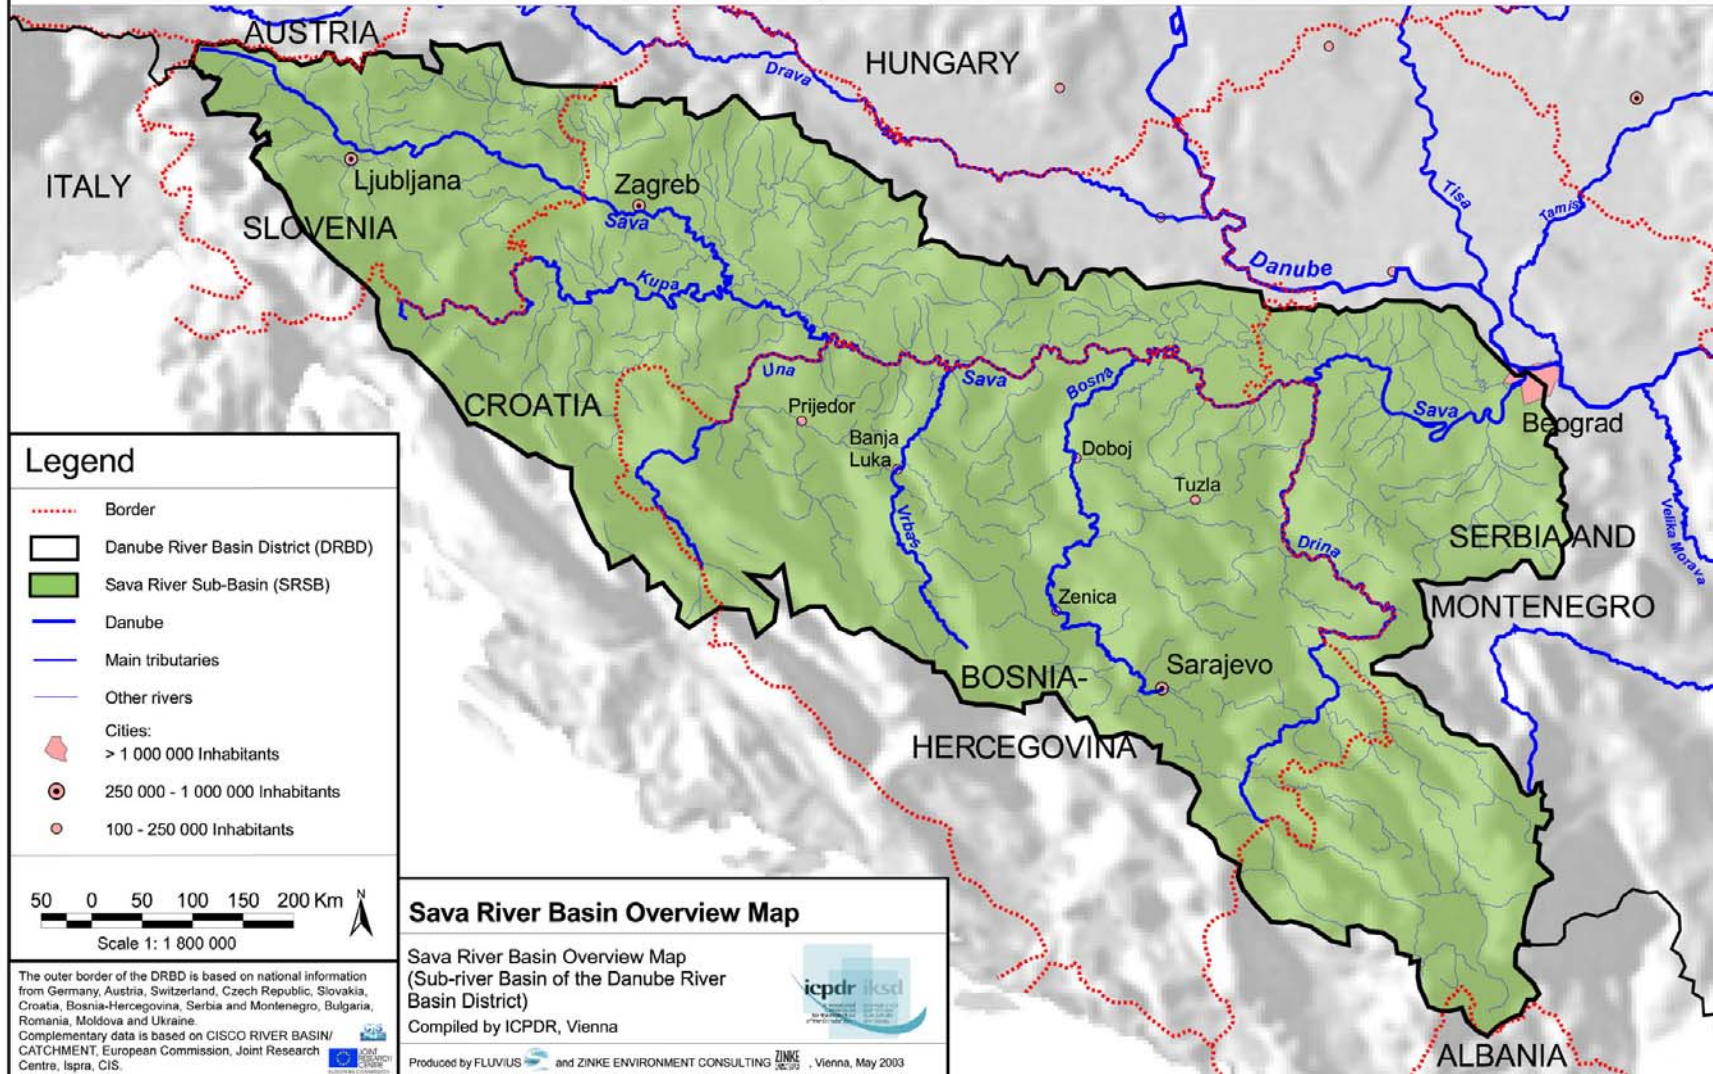 AUSTRIA
HUNGARY
Drava
ITALY
Ljubljana
Zagreb
Tisa
Tamis
SLOVENIA
Sava
Danube
Kupa
Una
Sava
Bosna
CROATIA
Prijedor
Sava
Beograd
Banja
Luka
Doboj
Tuzla
Vrbas
Drina
SERBIA AND
Velika Morava
Zenica
MONTENEGRO
Sarajevo
BOSNIA-
HERCEGOVINA
ALBANIA
Legend
Border
Danube River Basin District (DRBD)
Sava River Sub-Basin (SRSB)
Danube
Main tributaries
Other rivers
Cities:
> 1 000 000 Inhabitants
250 000 - 1 000 000 Inhabitants
100 - 250 000 Inhabitants
50 0 50 100 150 200 Km N
Scale 1: 1 800 000
The outer border of the DRBD is based on national information
from Germany, Austria, Switzerland, Czech Republic, Slovakia,
Croatia, Bosnia-Hercegovina, Serbia and Montenegro, Bulgaria,
Romania, Moldova and Ukraine.
Complementary data is based on CISCO RIVER BASIN/
CATCHMENT, European Commission, Joint Research
Centre, Ispra, CIS.
JOINT
RESEARCH
CENTRE
EUROPEAN COMMISSION
Sava River Basin Overview Map
Sava River Basin Overview Map
(Sub-river Basin of the Danube River
Basin District)
Compiled by ICPDR, Vienna
icpdr iksd
Produced by FLUVIUS and ZINKE ENVIRONMENT CONSULTING ZINKE , Vienna, May 2003